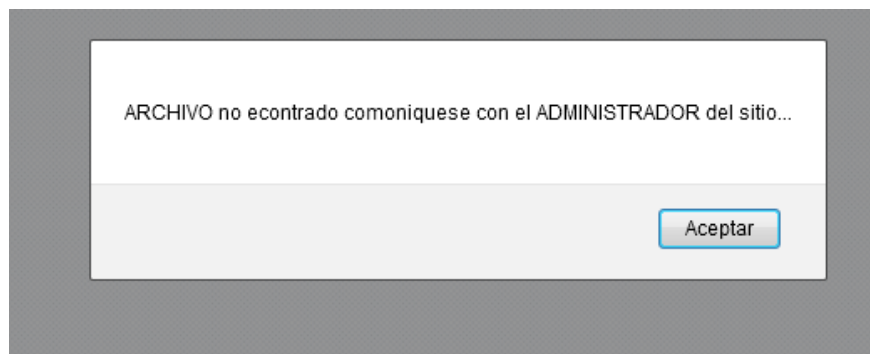 ARCHIVO no econtrado comoniquese con el ADMINISTRADOR del sitio...
Aceptar